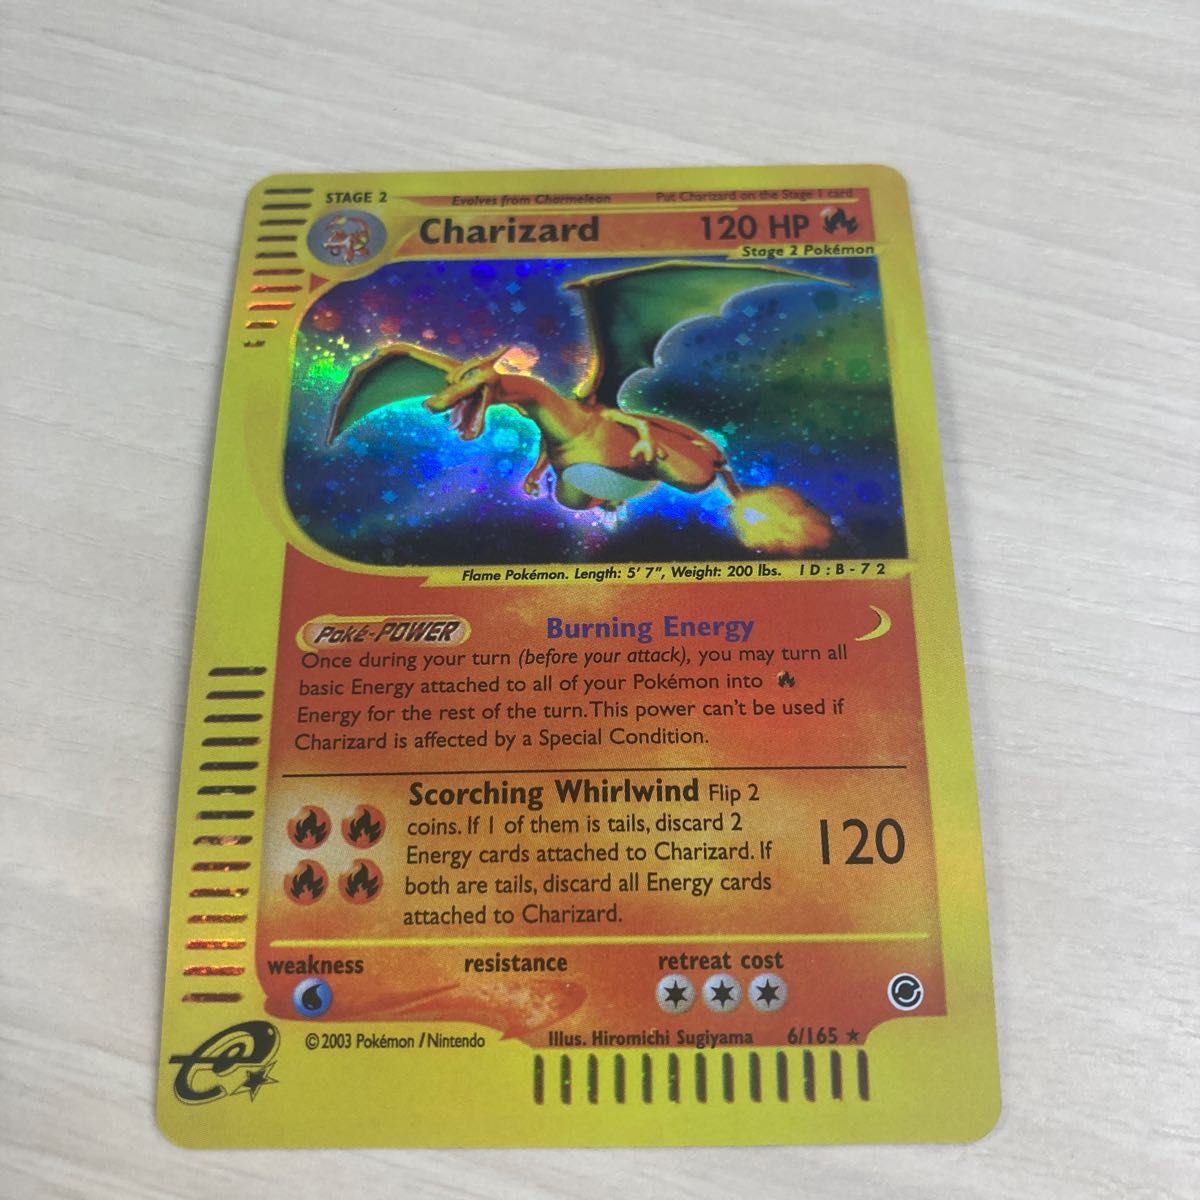 STAGE 2 Evolves from Charmeleon Put Charizard on the Stage 1 card
Charizard 120 HP
Stage 2 Pokémon
Flame Pokémon. Length: 5' 7", Weight: 200 lbs. ID:B-72
Poké-POWER Burning Energy
Once during your turn (before your attack), you may turn all
basic Energy attached to all of your Pokémon into
Energy for the rest of the turn. This power can't be used if
Charizard is affected by a Special Condition.
Scorching Whirlwind Flip 2
coins. If 1 of them is tails, discard 2
Energy cards attached to Charizard. If
both are tails, discard all Energy cards
attached to Charizard.
120
weakness resistance retreat cost
e
©2003 Pokémon/Nintendo Illus. Hiromichi Sugiyama 6/165 ★